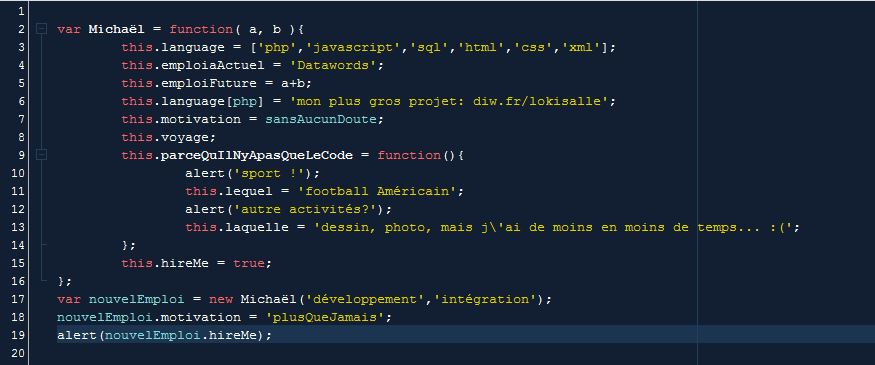 1
2 var Michaël = function( a, b ){
3 this.language = ['php','javascript','sql','html','css','xml'];
4 this.emploiaActuel = 'Datawords';
5 this.emploiFuture = a+b;
6 this.language[php] = 'mon plus gros projet: diw.fr/lokisalle';
7 this.motivation = sansAucunDoute;
8 this.voyage;
9 this.parceQuIlNyApasQueLeCode = function(){
10 alert('sport !');
11 this.lequel = 'football Américain';
12 alert('autre activités?');
13 this.laquelle = 'dessin, photo, mais j\'ai de moins en moins de temps... :(';
14 };
15 this.hireMe = true;
16 };
17 var nouvelEmploi = new Michaël('développement','intégration');
18 nouvelEmploi.motivation = 'plusQueJamais';
19 alert(nouvelEmploi.hireMe);
20